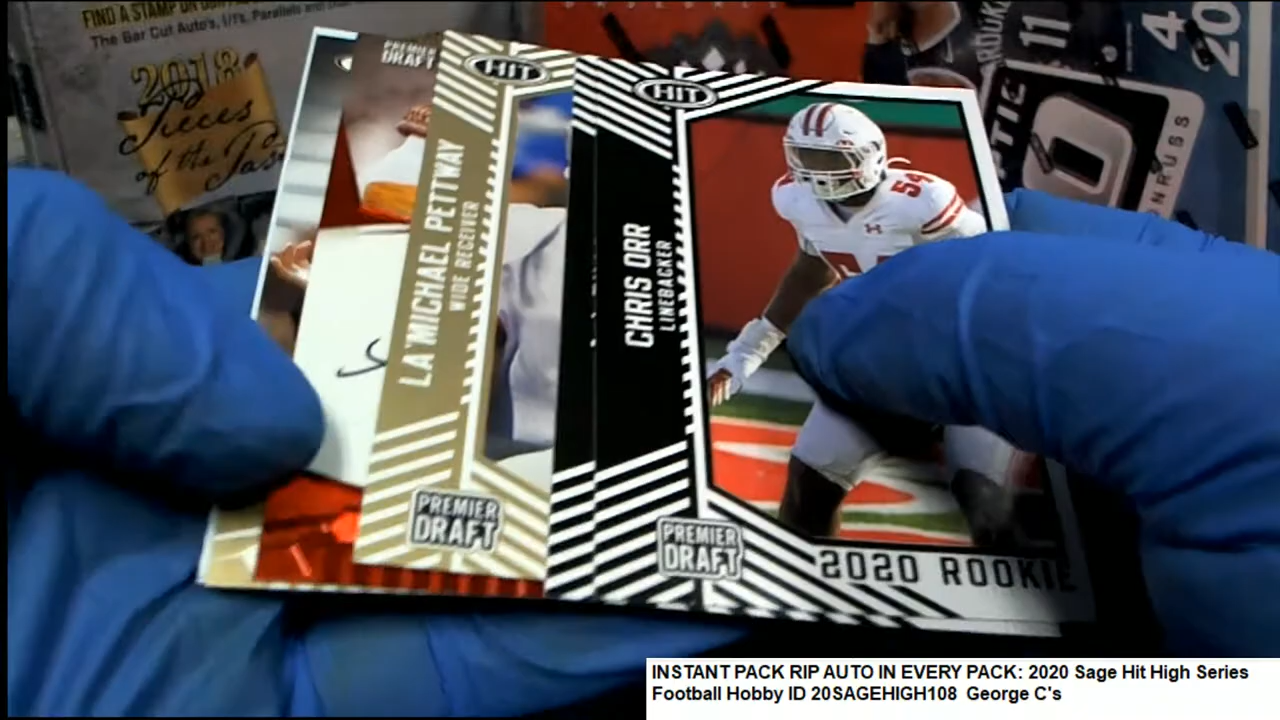 FIND A STAMP ON
The Bar Cut Auto's, 1/1's, Parallels and
2018
Pieces
of the Past
PREMIER
DRAFT
HIT
LA'MICHAEL PETTWAY
WIDE RECEIVER
PREMIER
DRAFT
HIT
CHRIS ORR
LINEBACKER
54
PREMIER
DRAFT
2020 ROOKIE
11
4
20
INSTANT PACK RIP AUTO IN EVERY PACK: 2020 Sage Hit High Series
Football Hobby ID 20SAGEHIGH108 George C's